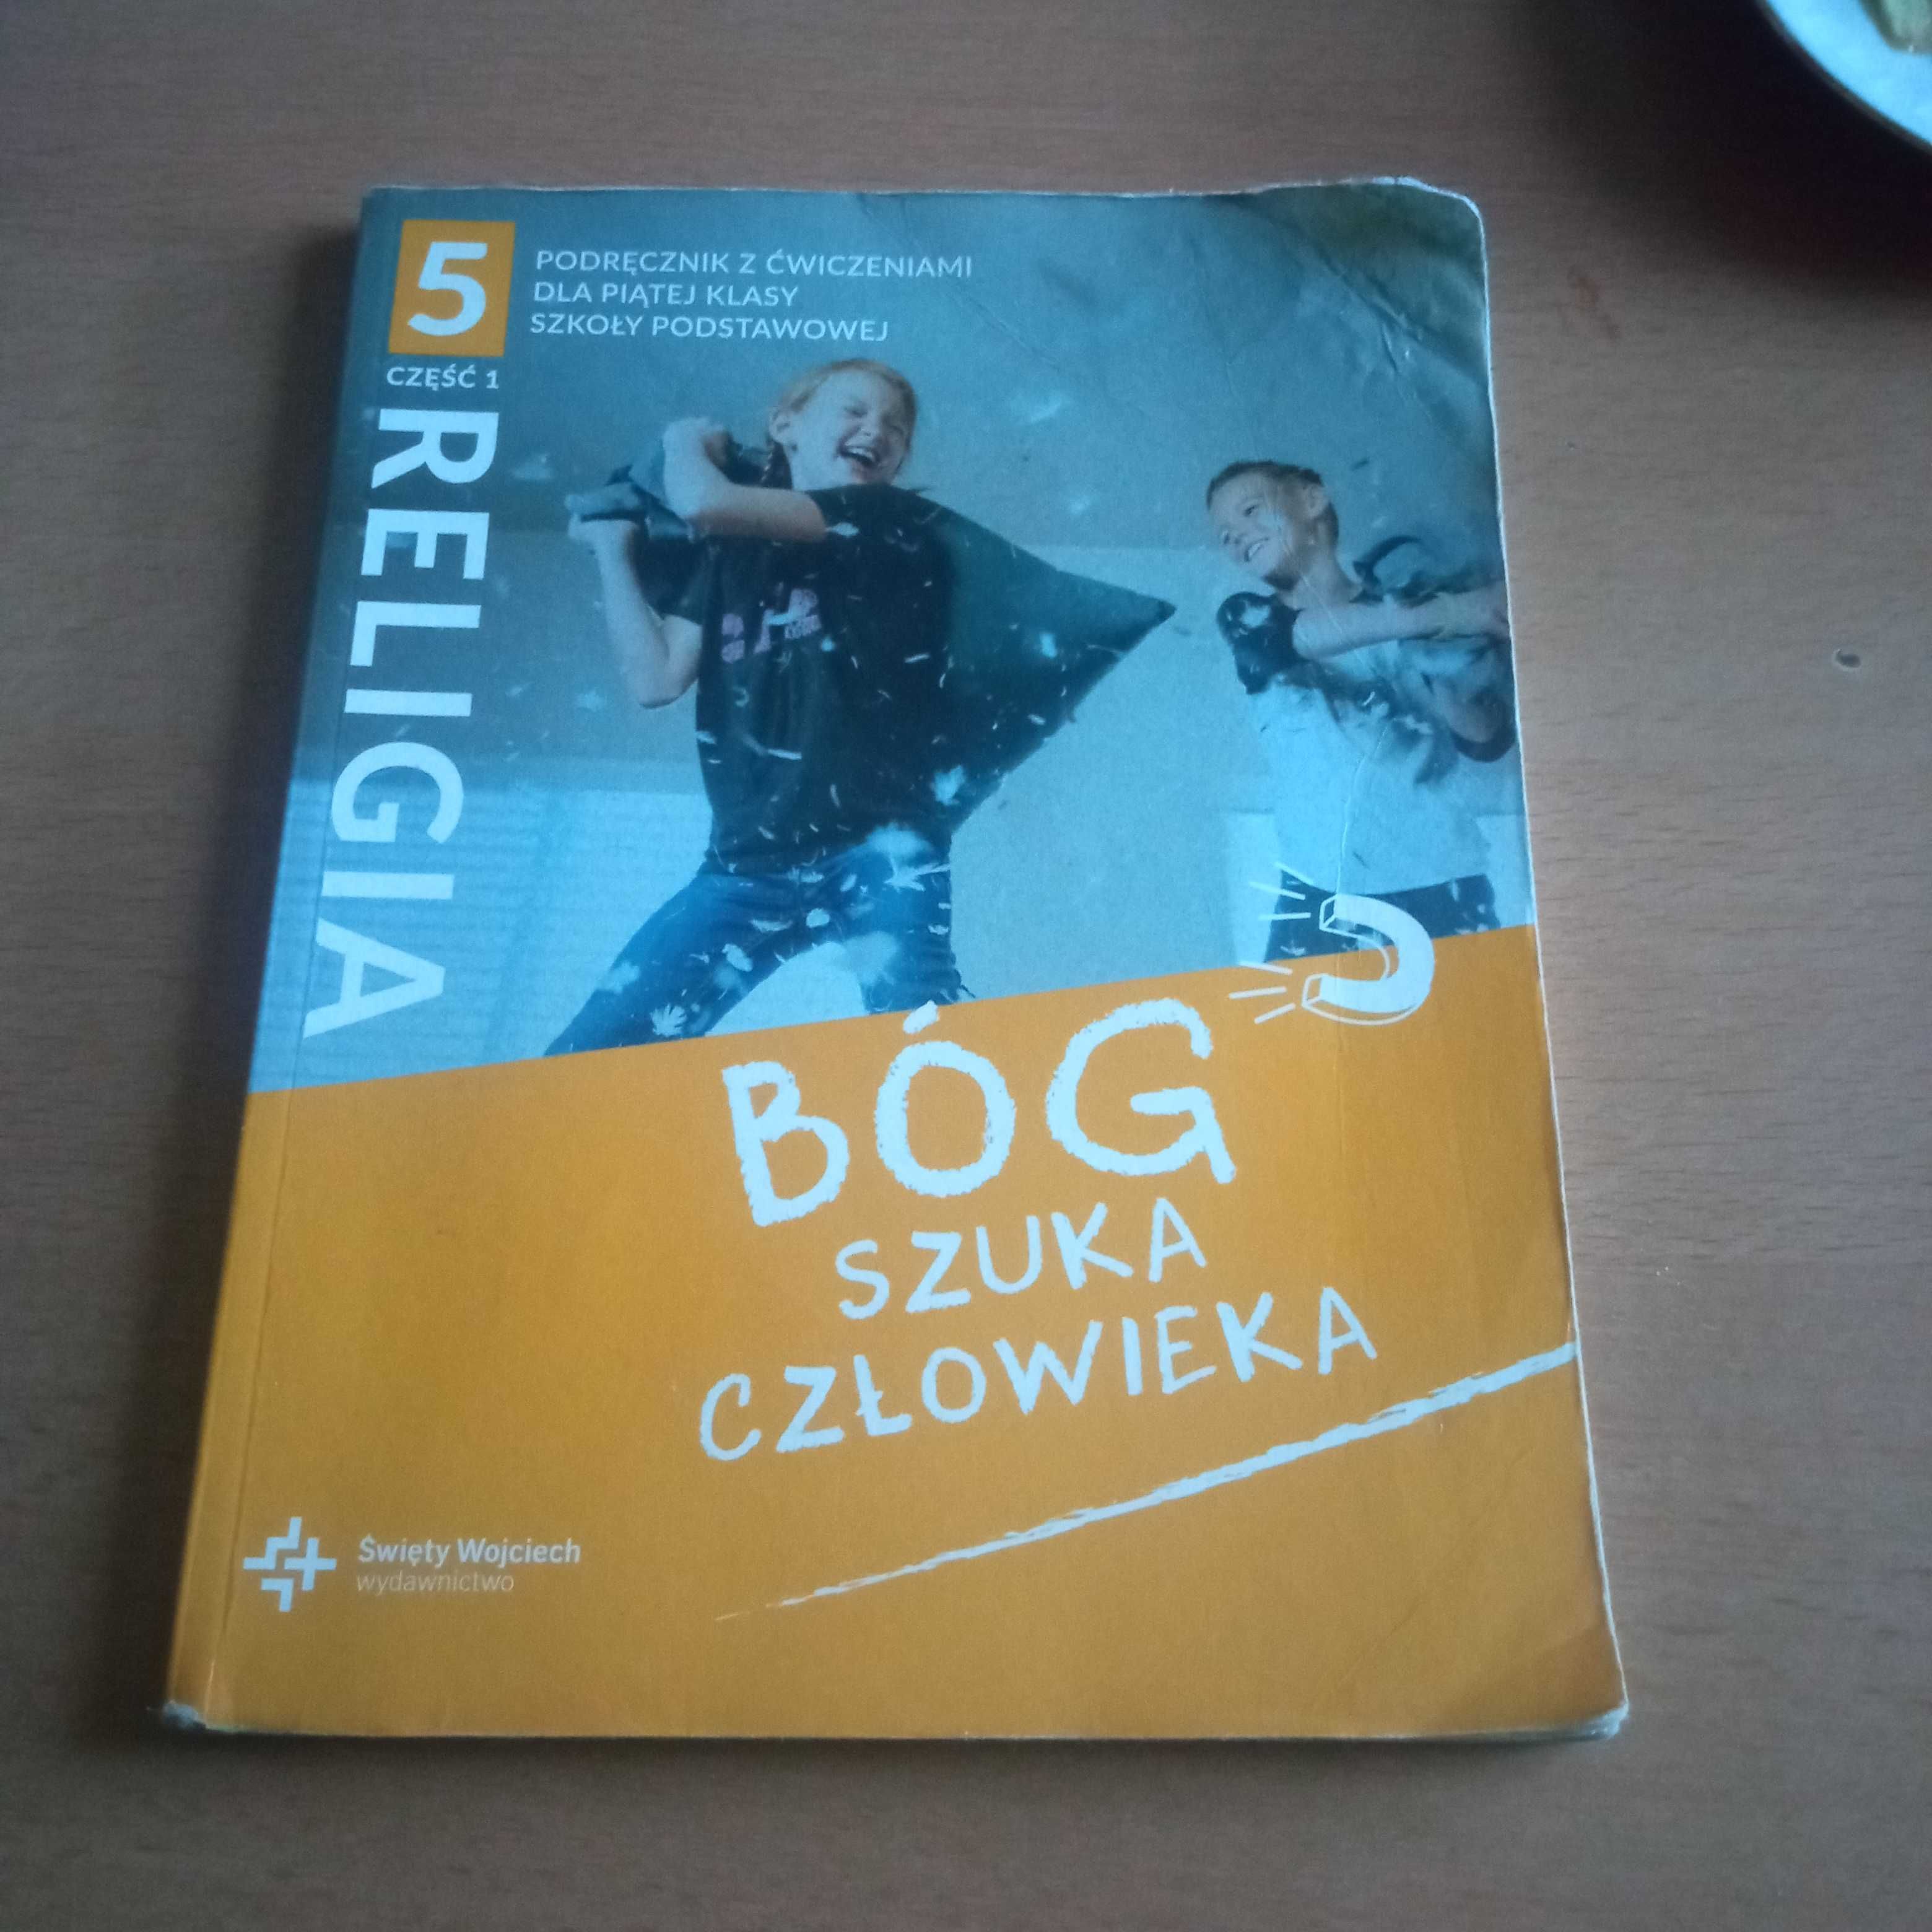 5
PODRĘCZNIK Z ĆWICZENIAMI
DLA PIĄTEJ KLASY
SZKOŁY PODSTAWOWEJ
CZĘŚĆ 1
RELIGIA
BÓG
SZUKA
CZŁOWIEKA
Święty Wojciech
wydawnictwo